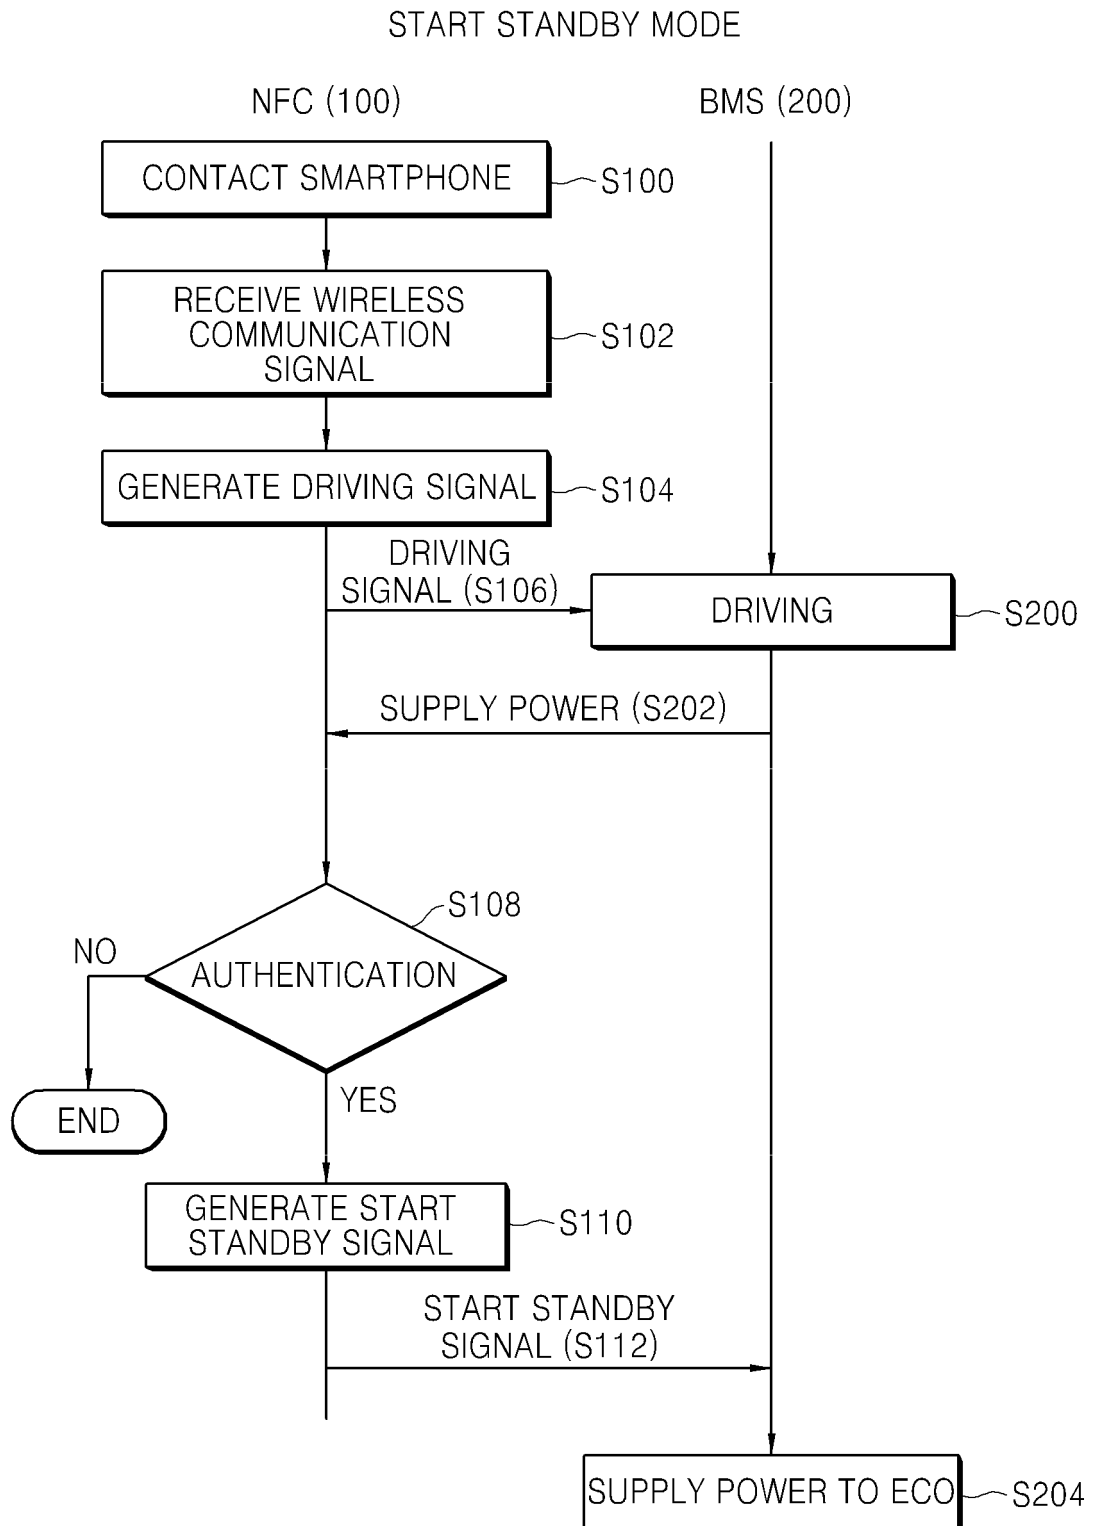 START STANDBY MODE
NFC (100)
BMS (200)
CONTACT SMARTPHONE
S100
RECEIVE WIRELESS
COMMUNICATION
SIGNAL
S102
GENERATE DRIVING SIGNAL
S104
DRIVING
SIGNAL (S106)
DRIVING
S200
SUPPLY POWER (S202)
S108
NO
AUTHENTICATION
END
YES
GENERATE START
STANDBY SIGNAL
S110
START STANDBY
SIGNAL (S112)
SUPPLY POWER TO ECO
S204